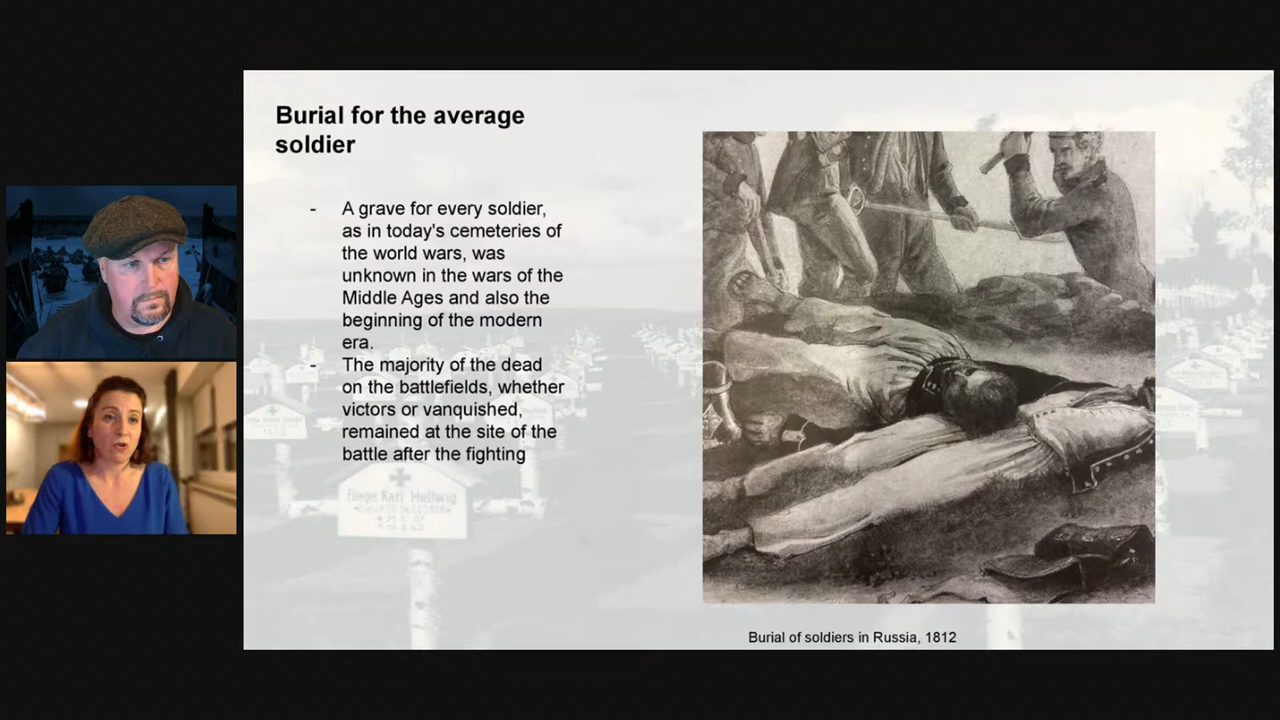 Burial for the average
soldier
- A grave for every soldier,
as in today's cemeteries of
the world wars, was
unknown in the wars of the
Middle Ages and also the
beginning of the modern
era.
- The majority of the dead
on the battlefields, whether
victors or vanquished,
remained at the site of the
battle after the fighting
Flieger Karl Hellwig
Burial of soldiers in Russia, 1812